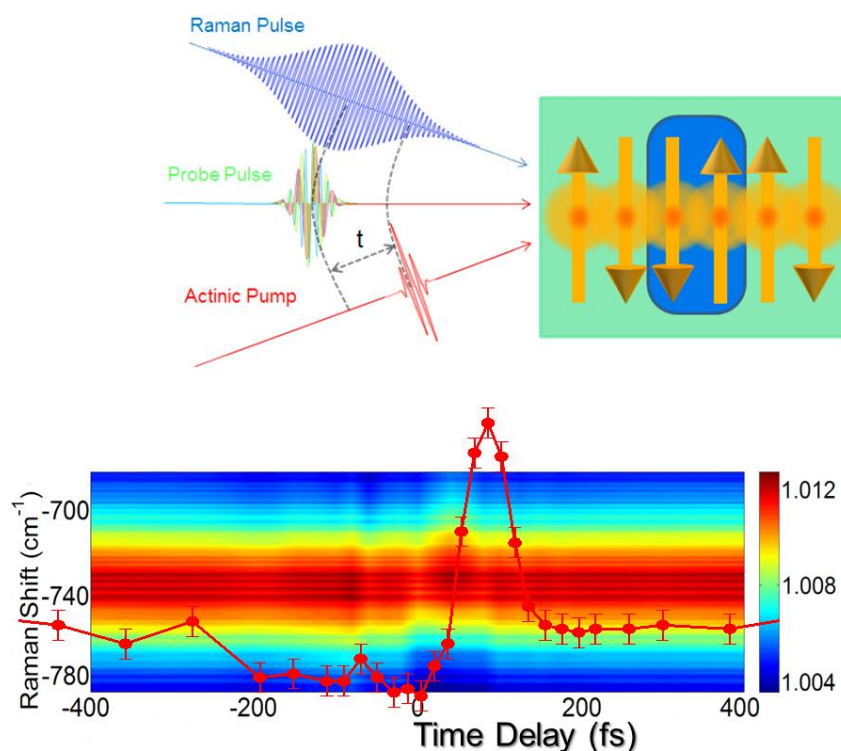 Raman Pulse
Probe Pulse
t
Actinic Pump
Raman Shift (cm⁻¹)
-700
-740
-780
1.012
1.008
1.004
-400
-200
0
200
400
Time Delay (fs)